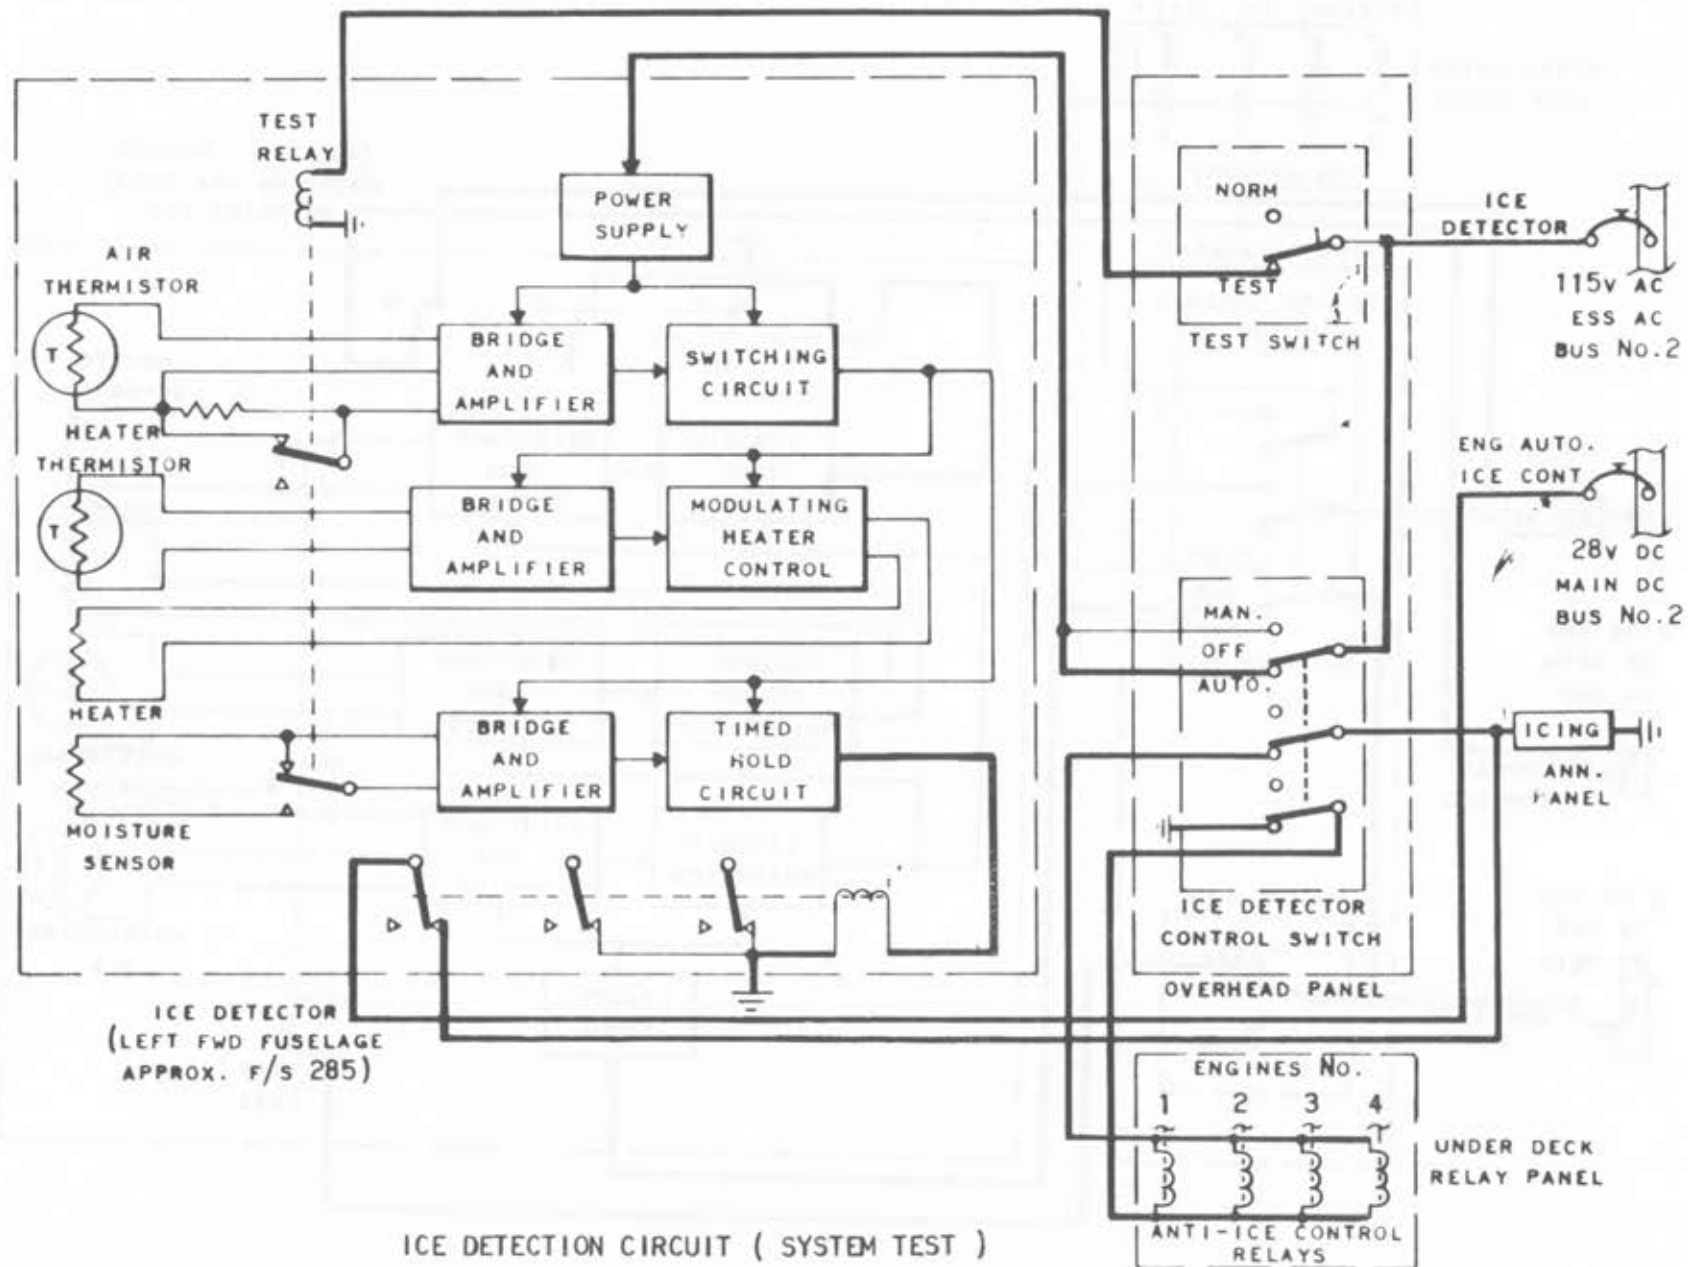 TEST
RELAY
POWER
SUPPLY
AIR
THERMISTOR
T
BRIDGE
AND
AMPLIFIER
SWITCHING
CIRCUIT
HEATER
THERMISTOR
T
BRIDGE
AND
AMPLIFIER
MODULATING
HEATER
CONTROL
HEATER
BRIDGE
AND
AMPLIFIER
TIMED
HOLD
CIRCUIT
MOISTURE
SENSOR
ICE DETECTOR
(LEFT FWD FUSELAGE
APPROX. F/S 285)
NORM
TEST
TEST SWITCH
ICE
DETECTOR
115V AC
ESS AC
BUS No.2
ENG AUTO.
ICE CONT
28V DC
MAIN DC
BUS No.2
MAN.
OFF
AUTO.
ICING
ANN.
PANEL
ICE DETECTOR
CONTROL SWITCH
OVERHEAD PANEL
ENGINES No.
1 2 3 4
UNDER DECK
RELAY PANEL
ANTI-ICE CONTROL
RELAYS
ICE DETECTION CIRCUIT ( SYSTEM TEST )